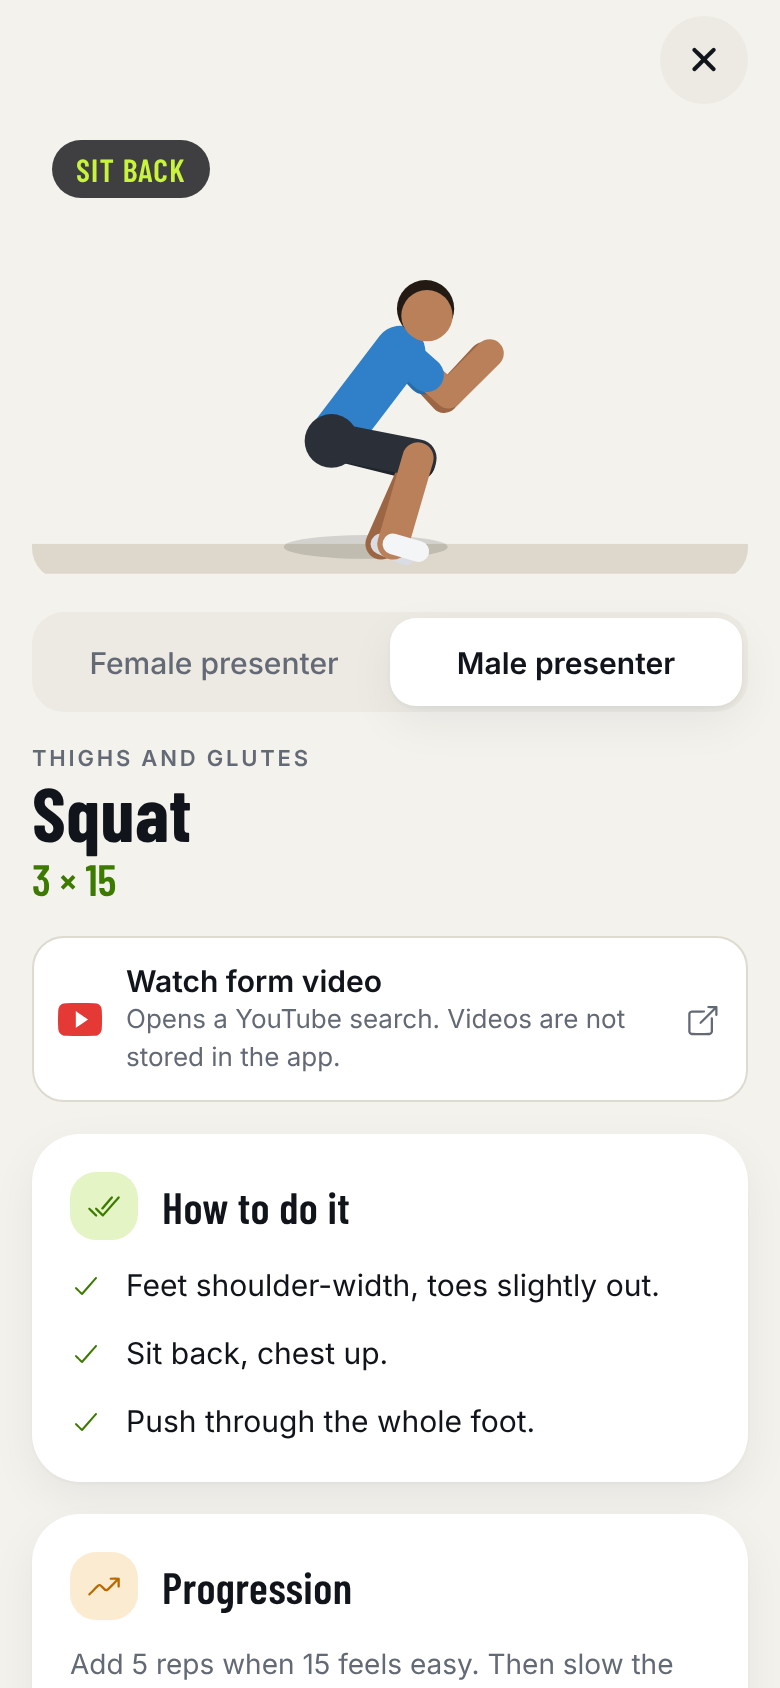 SIT BACK
Female presenter
Male presenter
THIGHS AND GLUTES
Squat
3 × 15
Watch form video
Opens a YouTube search. Videos are not
stored in the app.
How to do it
Feet shoulder-width, toes slightly out.
Sit back, chest up.
Push through the whole foot.
Progression
Add 5 reps when 15 feels easy. Then slow the